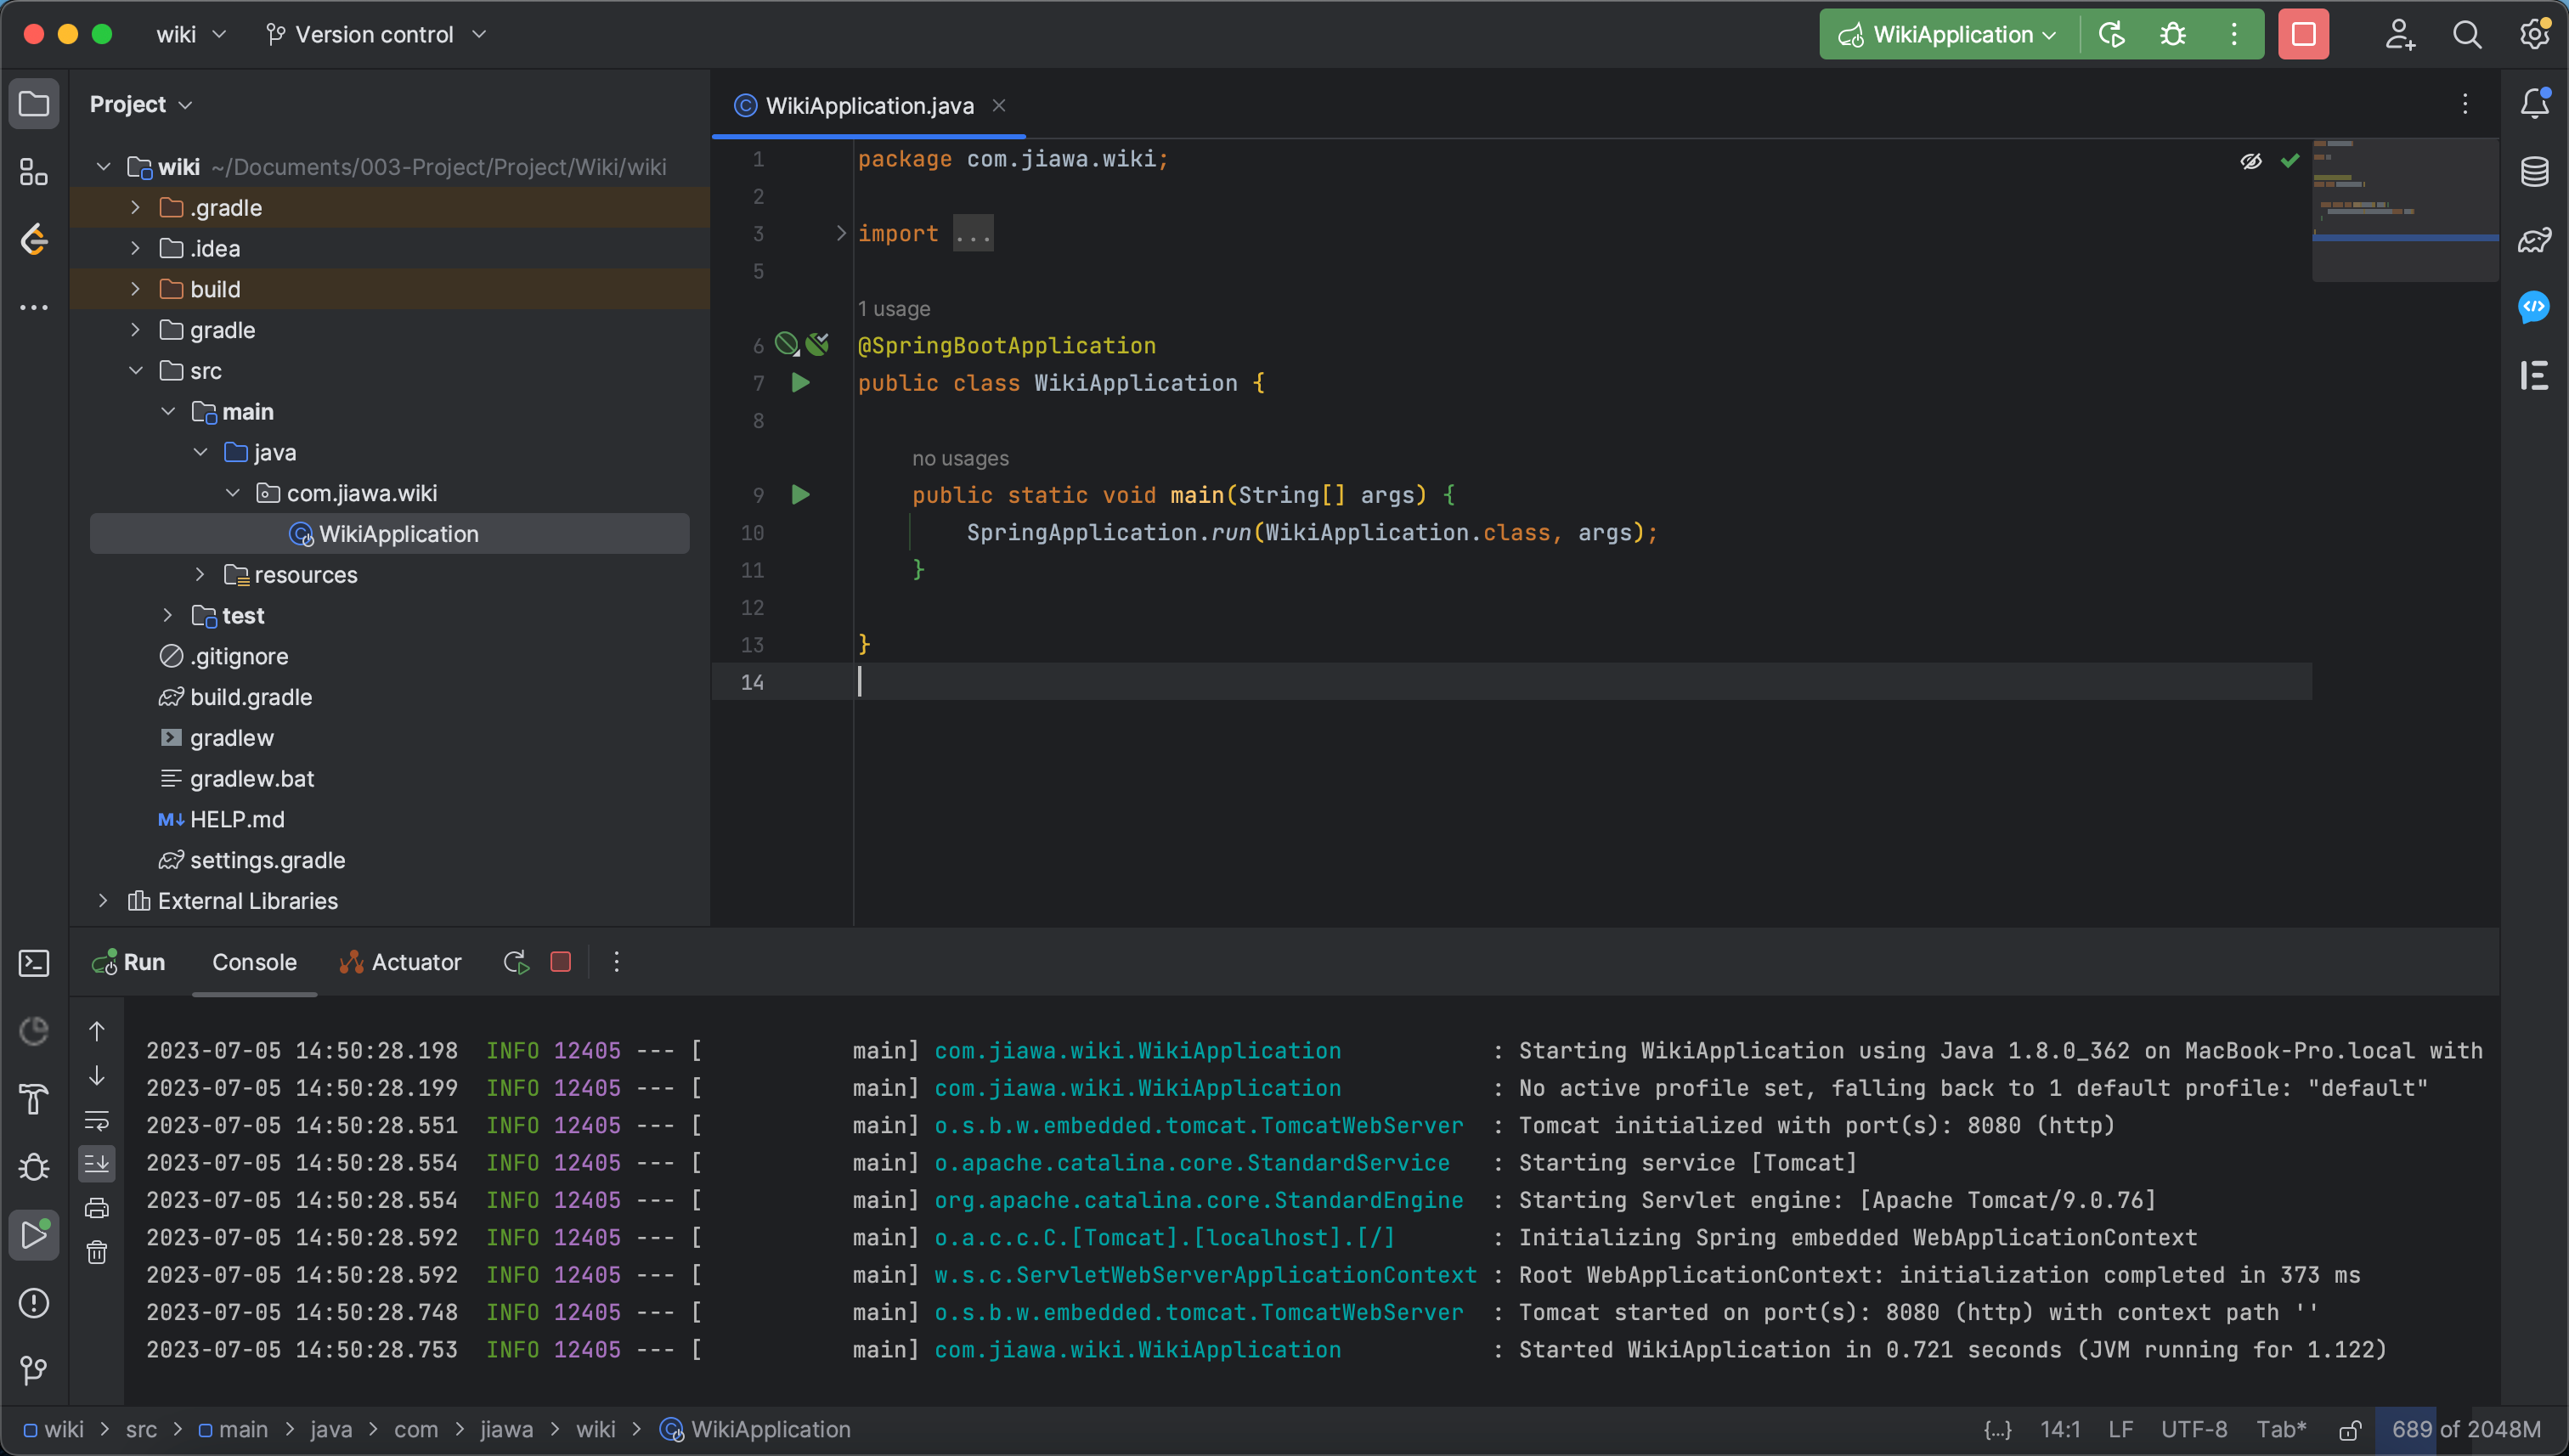 wiki
Version control
WikiApplication
Project
WikiApplication.java
wiki ~/Documents/003-Project/Project/Wiki/wiki
.gradle
.idea
build
gradle
src
main
java
com.jiawa.wiki
WikiApplication
resources
test
.gitignore
build.gradle
gradlew
gradlew.bat
M↓ HELP.md
settings.gradle
External Libraries
1 package com.jiawa.wiki;
2
3 import ...
5
1 usage
6 @SpringBootApplication
7 public class WikiApplication {
8
no usages
9 public static void main(String[] args) {
10 SpringApplication.run(WikiApplication.class, args);
11 }
12
13 }
14
Run Console Actuator
2023-07-05 14:50:28.198  INFO 12405 --- [           main] com.jiawa.wiki.WikiApplication           : Starting WikiApplication using Java 1.8.0_362 on MacBook-Pro.local with
2023-07-05 14:50:28.199  INFO 12405 --- [           main] com.jiawa.wiki.WikiApplication           : No active profile set, falling back to 1 default profile: "default"
2023-07-05 14:50:28.551  INFO 12405 --- [           main] o.s.b.w.embedded.tomcat.TomcatWebServer  : Tomcat initialized with port(s): 8080 (http)
2023-07-05 14:50:28.554  INFO 12405 --- [           main] o.apache.catalina.core.StandardService   : Starting service [Tomcat]
2023-07-05 14:50:28.554  INFO 12405 --- [           main] org.apache.catalina.core.StandardEngine  : Starting Servlet engine: [Apache Tomcat/9.0.76]
2023-07-05 14:50:28.592  INFO 12405 --- [           main] o.a.c.c.C.[Tomcat].[localhost].[/]       : Initializing Spring embedded WebApplicationContext
2023-07-05 14:50:28.592  INFO 12405 --- [           main] w.s.c.ServletWebServerApplicationContext : Root WebApplicationContext: initialization completed in 373 ms
2023-07-05 14:50:28.748  INFO 12405 --- [           main] o.s.b.w.embedded.tomcat.TomcatWebServer  : Tomcat started on port(s): 8080 (http) with context path ''
2023-07-05 14:50:28.753  INFO 12405 --- [           main] com.jiawa.wiki.WikiApplication           : Started WikiApplication in 0.721 seconds (JVM running for 1.122)
wiki > src > main > java > com > jiawa > wiki > WikiApplication
{...} 14:1 LF UTF-8 Tab* 689 of 2048M